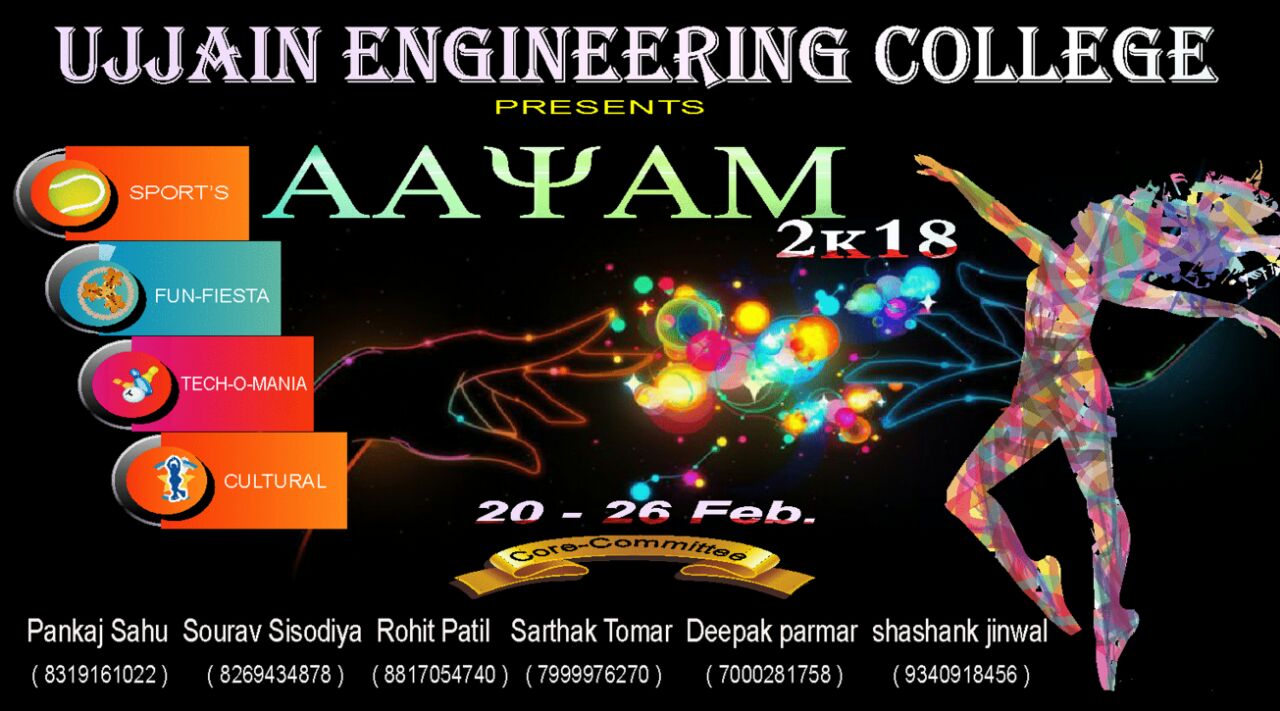 UJJAIN ENGINEERING COLLEGE
PRESENTS
AAΨAM
2K18
SPORT'S
FUN-FIESTA
TECH-O-MANIA
CULTURAL
20 - 26 Feb.
Core-Committee
Pankaj Sahu Sourav Sisodiya Rohit Patil Sarthak Tomar Deepak parmar shashank jinwal
( 8319161022 ) ( 8269434878 ) ( 8817054740 ) ( 7999976270 ) ( 7000281758 ) ( 9340918456 )